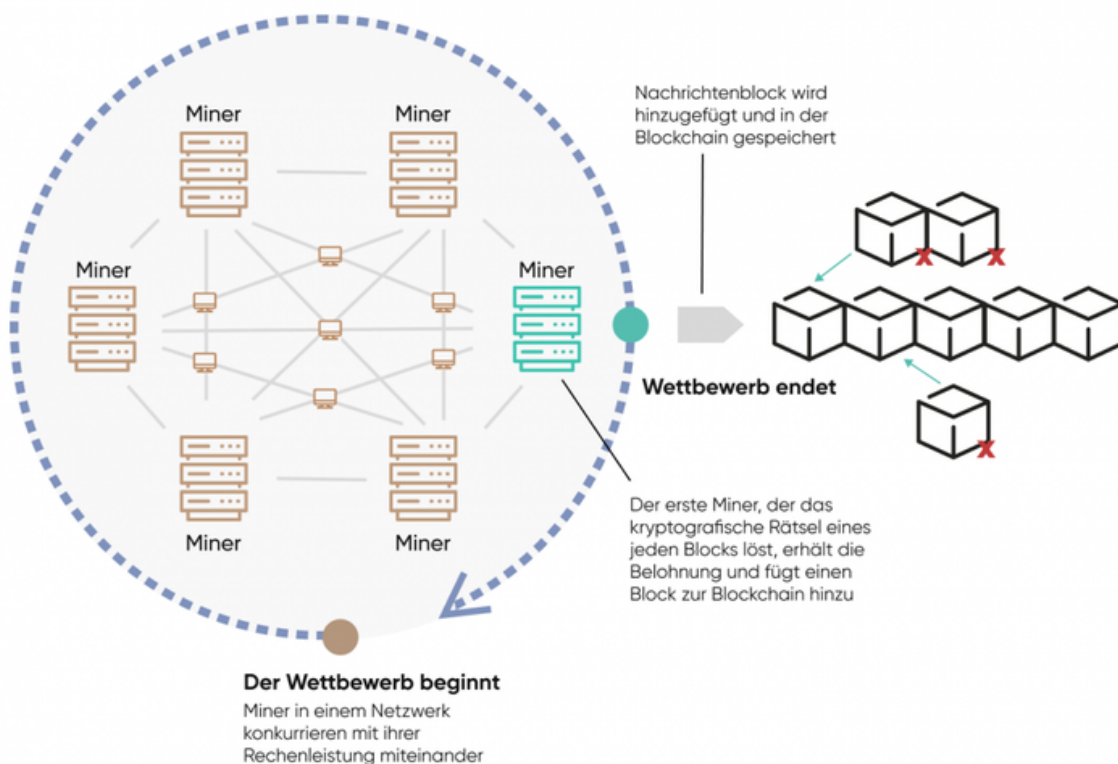 Miner
Miner
Nachrichtenblock wird
hinzugefügt und in der
Blockchain gespeichert
Miner
Miner
X
X
Wettbewerb endet
X
Miner
Miner
Der erste Miner, der das
kryptografische Rätsel eines
jeden Blocks löst, erhält die
Belohnung und fügt einen
Block zur Blockchain hinzu
Der Wettbewerb beginnt
Miner in einem Netzwerk
konkurrieren mit ihrer
Rechenleistung miteinander